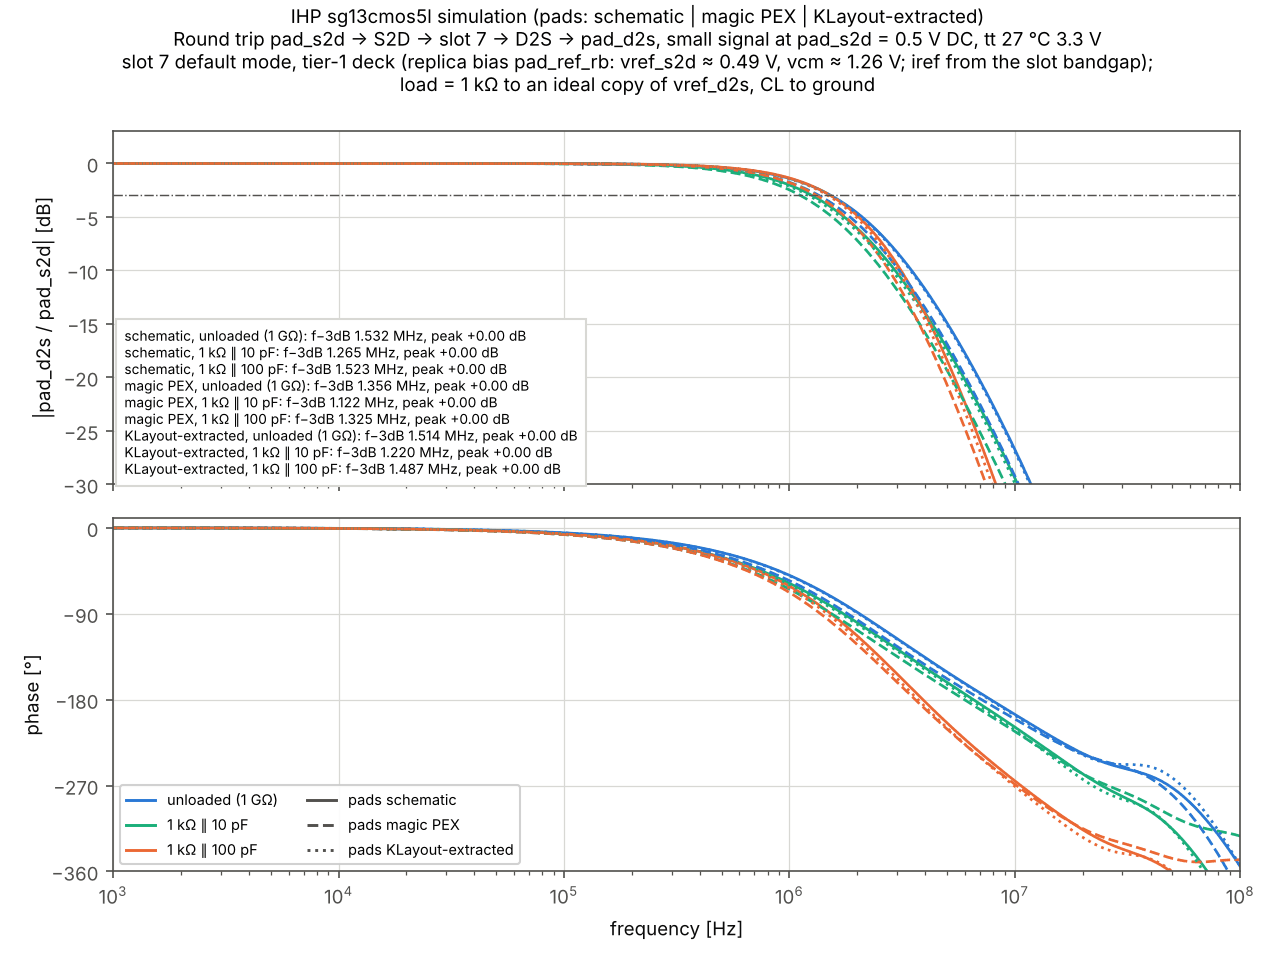 IHP sg13cmos5l simulation (pads: schematic | magic PEX | KLayout-extracted)
Round trip pad_s2d → S2D → slot 7 → D2S → pad_d2s, small signal at pad_s2d = 0.5 V DC, tt 27 °C 3.3 V
slot 7 default mode, tier-1 deck (replica bias pad_ref_rb: vref_s2d ≈ 0.49 V, vcm ≈ 1.26 V; iref from the slot bandgap);
load = 1 kΩ to an ideal copy of vref_d2s, CL to ground
|pad_d2s / pad_s2d| [dB]
0
−5
−10
−15
−20
−25
−30
schematic, unloaded (1 GΩ): f−3dB 1.532 MHz, peak +0.00 dB
schematic, 1 kΩ ∥ 10 pF: f−3dB 1.265 MHz, peak +0.00 dB
schematic, 1 kΩ ∥ 100 pF: f−3dB 1.523 MHz, peak +0.00 dB
magic PEX, unloaded (1 GΩ): f−3dB 1.356 MHz, peak +0.00 dB
magic PEX, 1 kΩ ∥ 10 pF: f−3dB 1.122 MHz, peak +0.00 dB
magic PEX, 1 kΩ ∥ 100 pF: f−3dB 1.325 MHz, peak +0.00 dB
KLayout-extracted, unloaded (1 GΩ): f−3dB 1.514 MHz, peak +0.00 dB
KLayout-extracted, 1 kΩ ∥ 10 pF: f−3dB 1.220 MHz, peak +0.00 dB
KLayout-extracted, 1 kΩ ∥ 100 pF: f−3dB 1.487 MHz, peak +0.00 dB
phase [°]
0
−90
−180
−270
−360
unloaded (1 GΩ)
1 kΩ ∥ 10 pF
1 kΩ ∥ 100 pF
pads schematic
pads magic PEX
pads KLayout-extracted
10³ 10⁴ 10⁵ 10⁶ 10⁷ 10⁸
frequency [Hz]